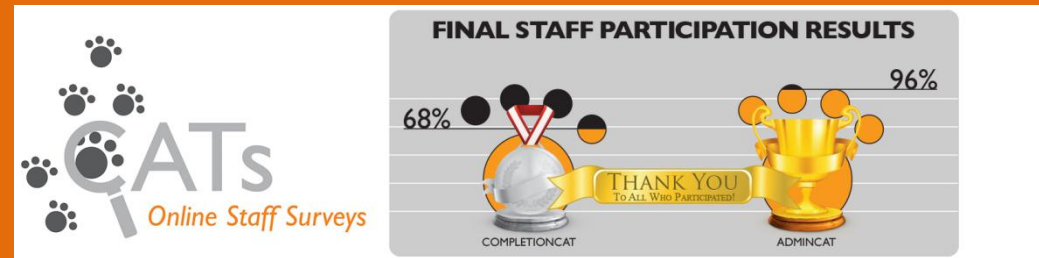 CATs
Online Staff Surveys
FINAL STAFF PARTICIPATION RESULTS
96%
68%
THANK YOU
TO ALL WHO PARTICIPATED!
COMPLETIONCAT
ADMINCAT